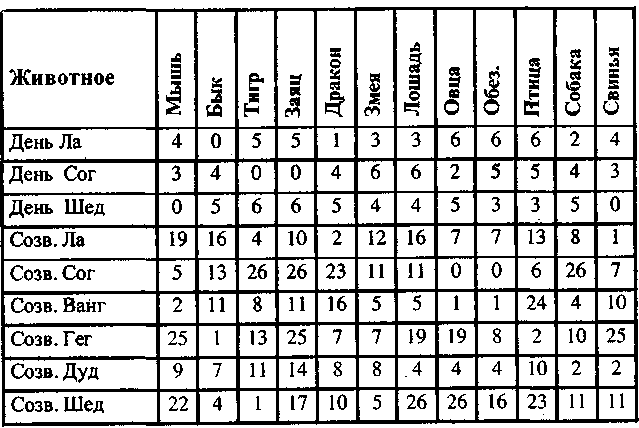 Животное Мышь Бык Тигр Заяц Дракон Змея Лошадь Овца Обез. Птица Собака Свинья
День Ла 4 0 5 5 1 3 3 6 6 6 2 4
День Сог 3 4 0 0 4 6 6 2 5 5 4 3
День Шед 0 5 6 6 5 4 4 5 3 3 5 0
Созв. Ла 19 16 4 10 2 12 16 7 7 13 8 1
Созв. Сог 5 13 26 26 23 11 11 0 0 6 26 7
Созв. Ванг 2 11 8 11 16 5 5 1 1 24 4 10
Созв. Гег 25 1 13 25 7 7 19 19 8 2 10 25
Созв. Дуд 9 7 11 14 8 8 4 4 4 10 2 2
Созв. Шед 22 4 1 17 10 5 26 26 16 23 11 11